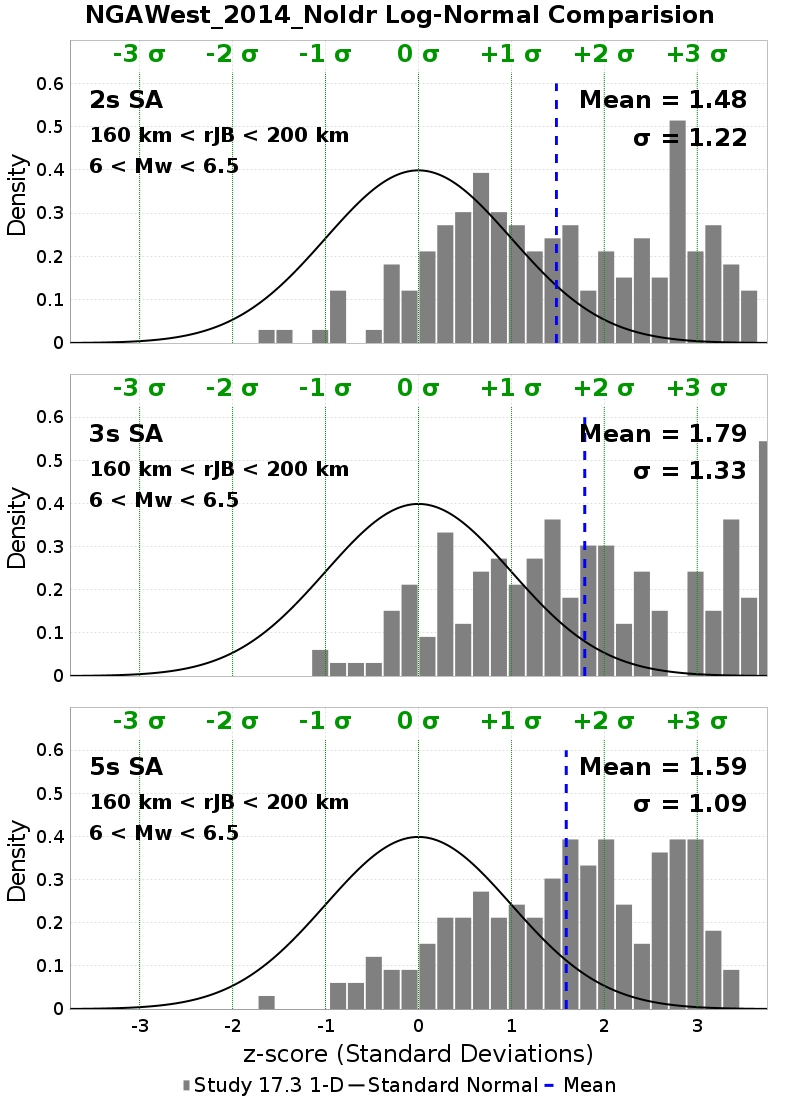 NGAWest_2014_NoIdr Log-Normal Comparision
-3 σ -2 σ -1 σ 0 σ +1 σ +2 σ +3 σ
2s SA
160 km < rJB < 200 km
6 < Mw < 6.5
Mean = 1.48
σ = 1.22
Density
0.6
0.5
0.4
0.3
0.2
0.1
0
-3 σ -2 σ -1 σ 0 σ +1 σ +2 σ +3 σ
3s SA
160 km < rJB < 200 km
6 < Mw < 6.5
Mean = 1.79
σ = 1.33
Density
0.6
0.5
0.4
0.3
0.2
0.1
0
-3 σ -2 σ -1 σ 0 σ +1 σ +2 σ +3 σ
5s SA
160 km < rJB < 200 km
6 < Mw < 6.5
Mean = 1.59
σ = 1.09
Density
0.6
0.5
0.4
0.3
0.2
0.1
0
-3 -2 -1 0 1 2 3
z-score (Standard Deviations)
Study 17.3 1-D Standard Normal Mean